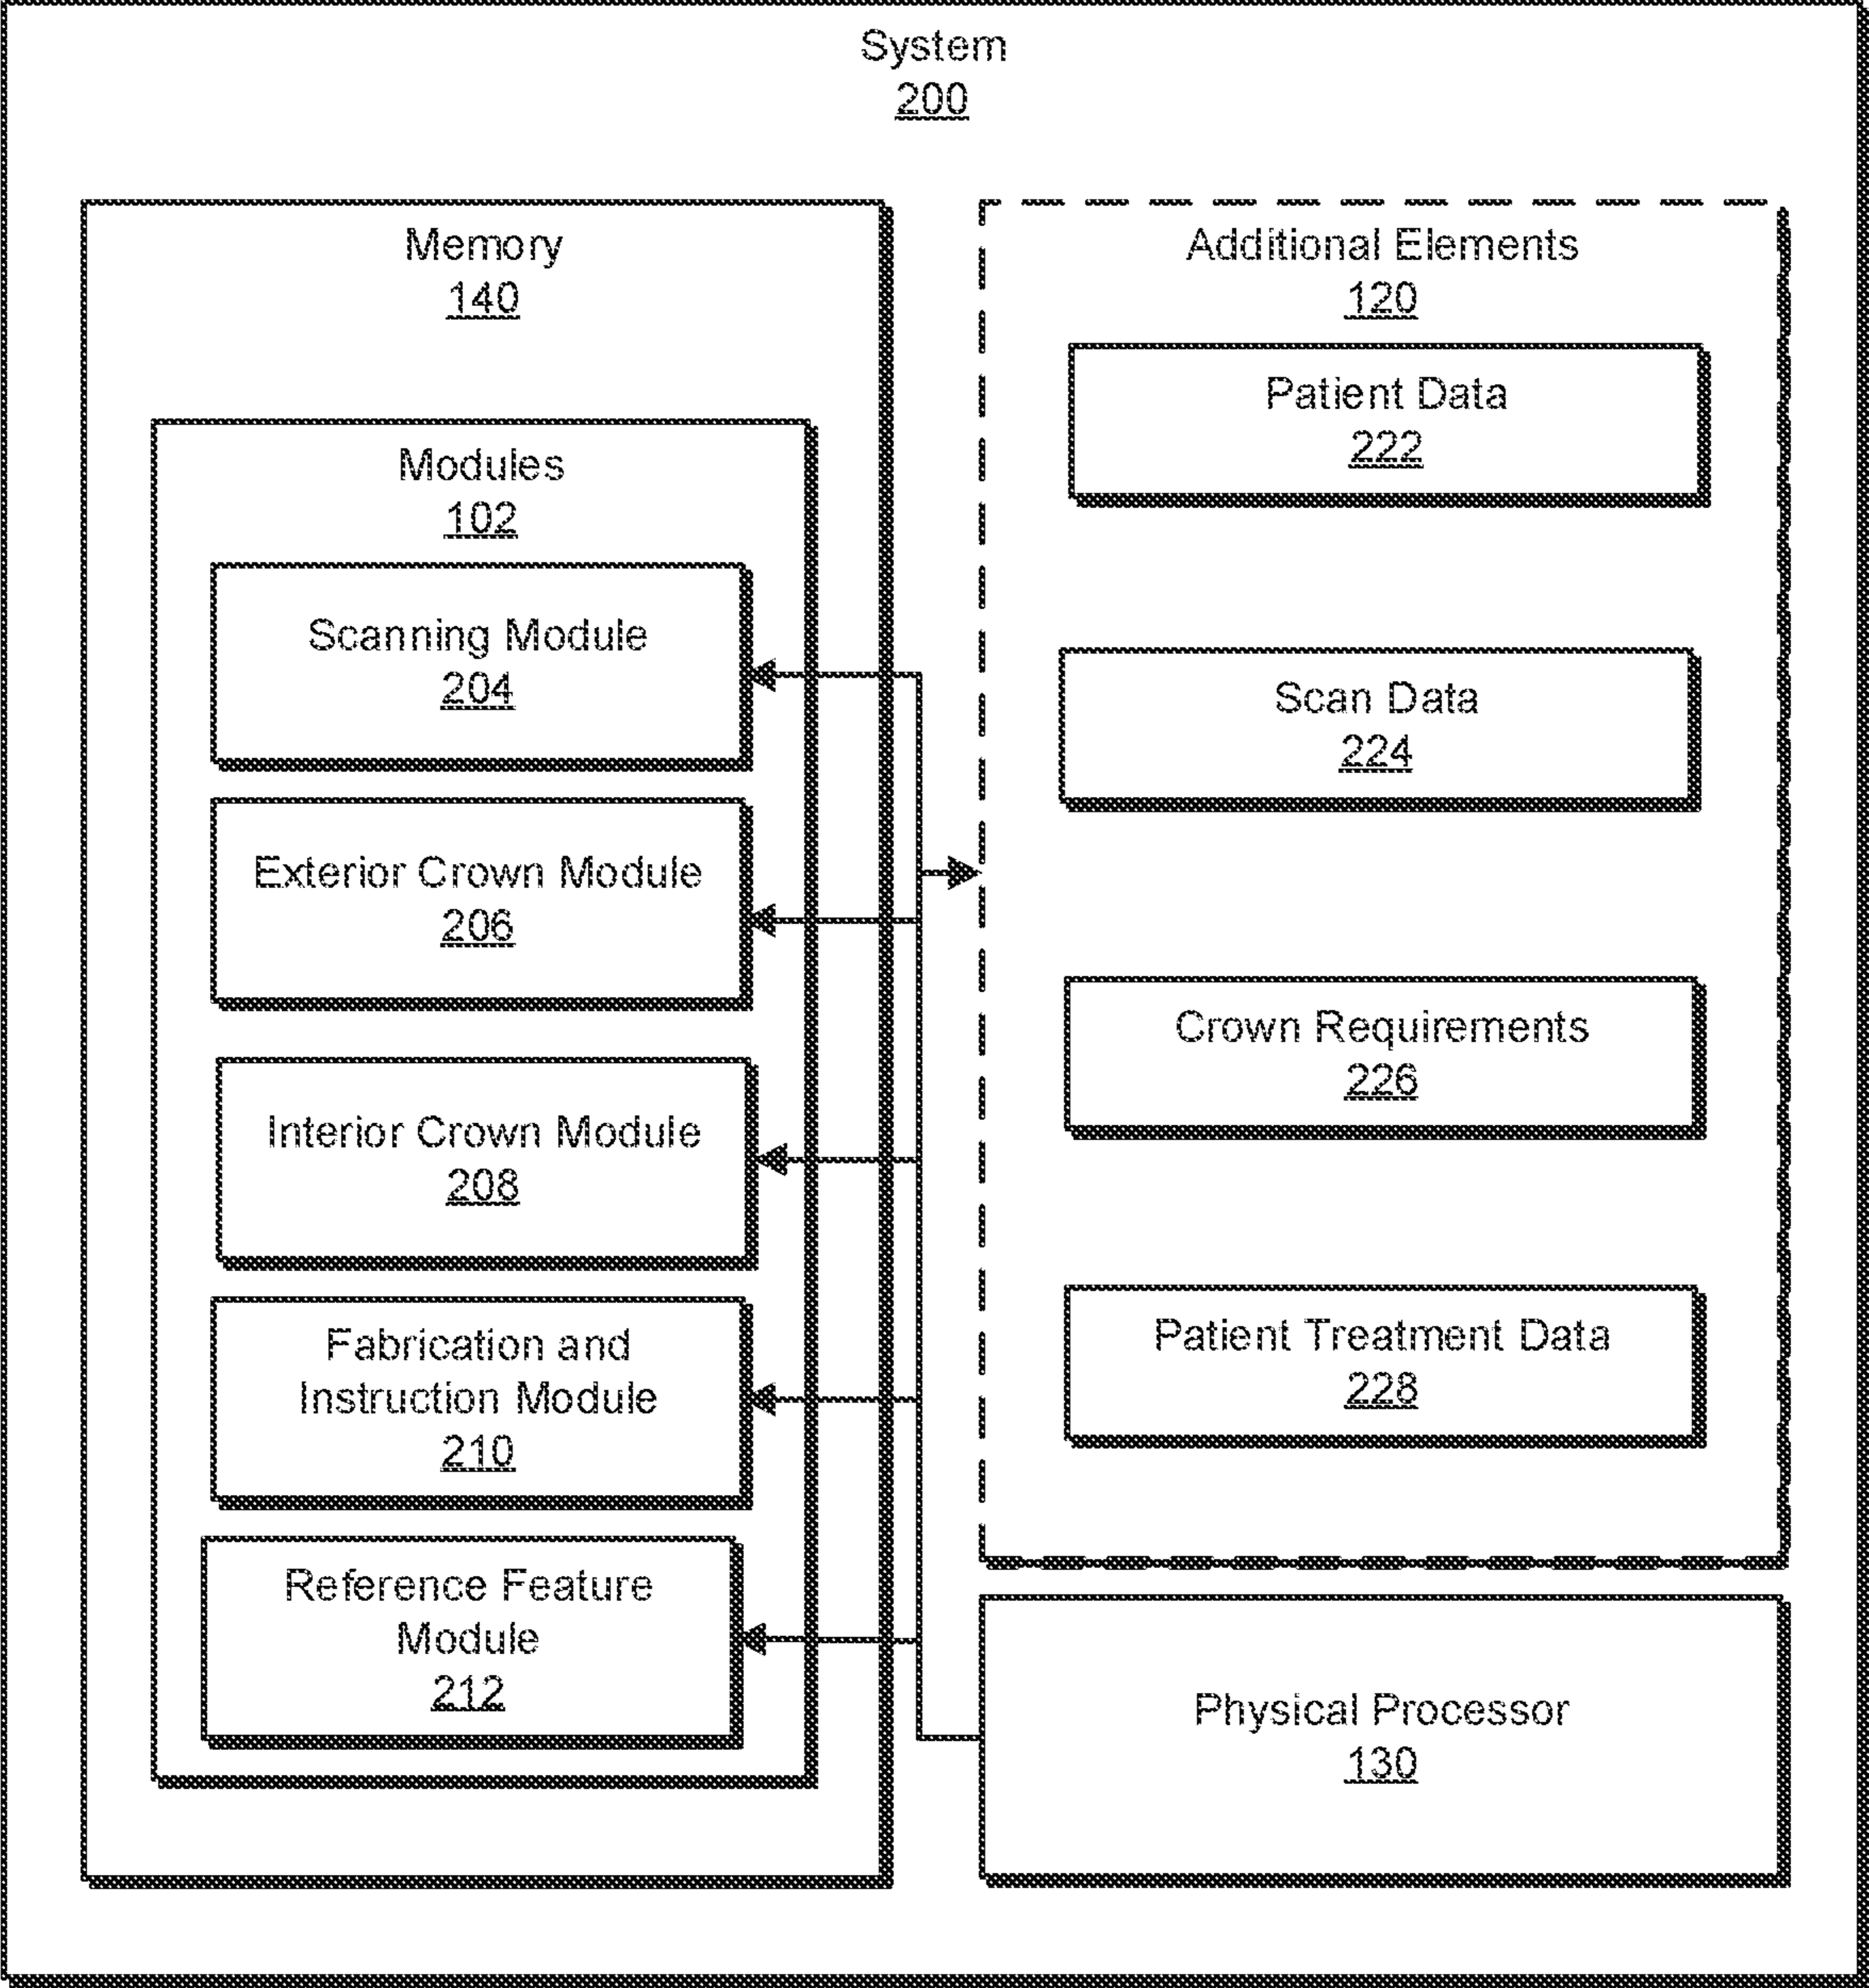 System
200
Memory
140
Modules
102
Scanning Module
204
Exterior Crown Module
206
Interior Crown Module
208
Fabrication and
Instruction Module
210
Reference Feature
Module
212
Additional Elements
120
Patient Data
222
Scan Data
224
Crown Requirements
226
Patient Treatment Data
228
Physical Processor
130